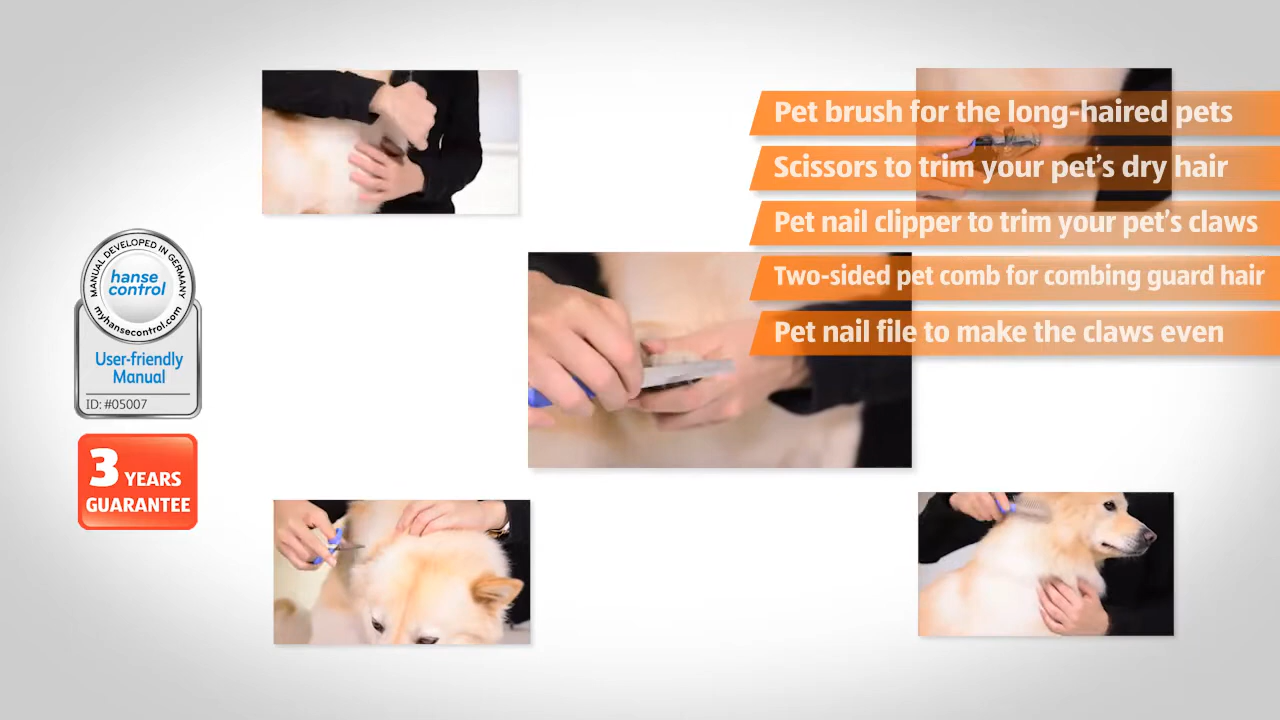 Pet brush for the long-haired pets
Scissors to trim your pet's dry hair
Pet nail clipper to trim your pet's claws
Two-sided pet comb for combing guard hair
Pet nail file to make the claws even
MANUAL DEVELOPED IN GERMANY
hanse
control
myhansecontrol.com
User-friendly
Manual
ID: #05007
3 YEARS
GUARANTEE